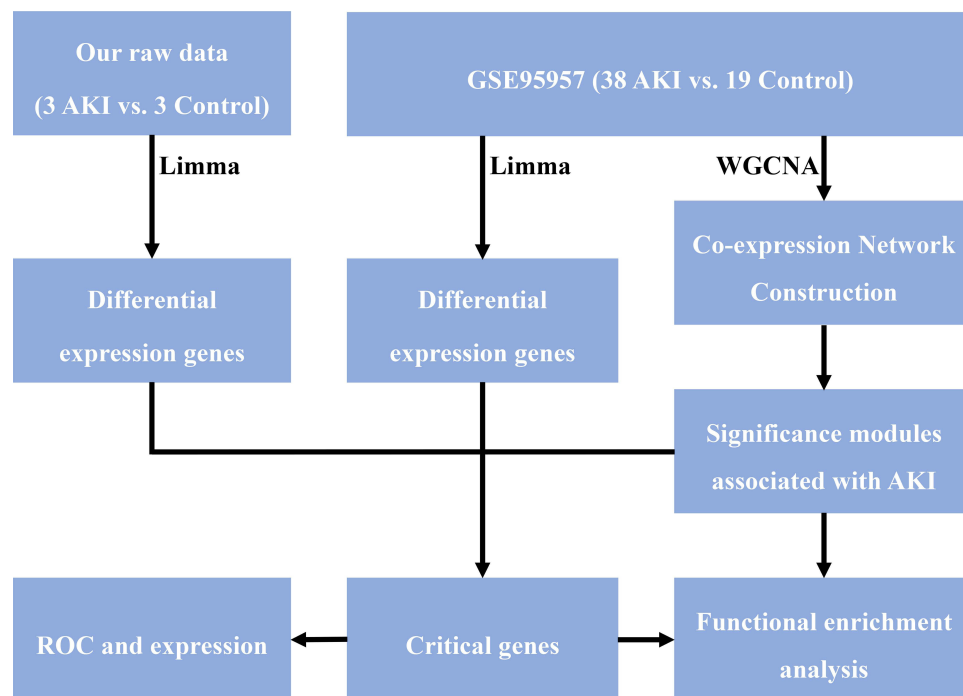 Our raw data
(3 AKI vs. 3 Control)
GSE95957 (38 AKI vs. 19 Control)
Limma
Limma
WGCNA
Co-expression Network
Construction
Differential
expression genes
Differential
expression genes
Significance modules
associated with AKI
ROC and expression
Critical genes
Functional enrichment
analysis